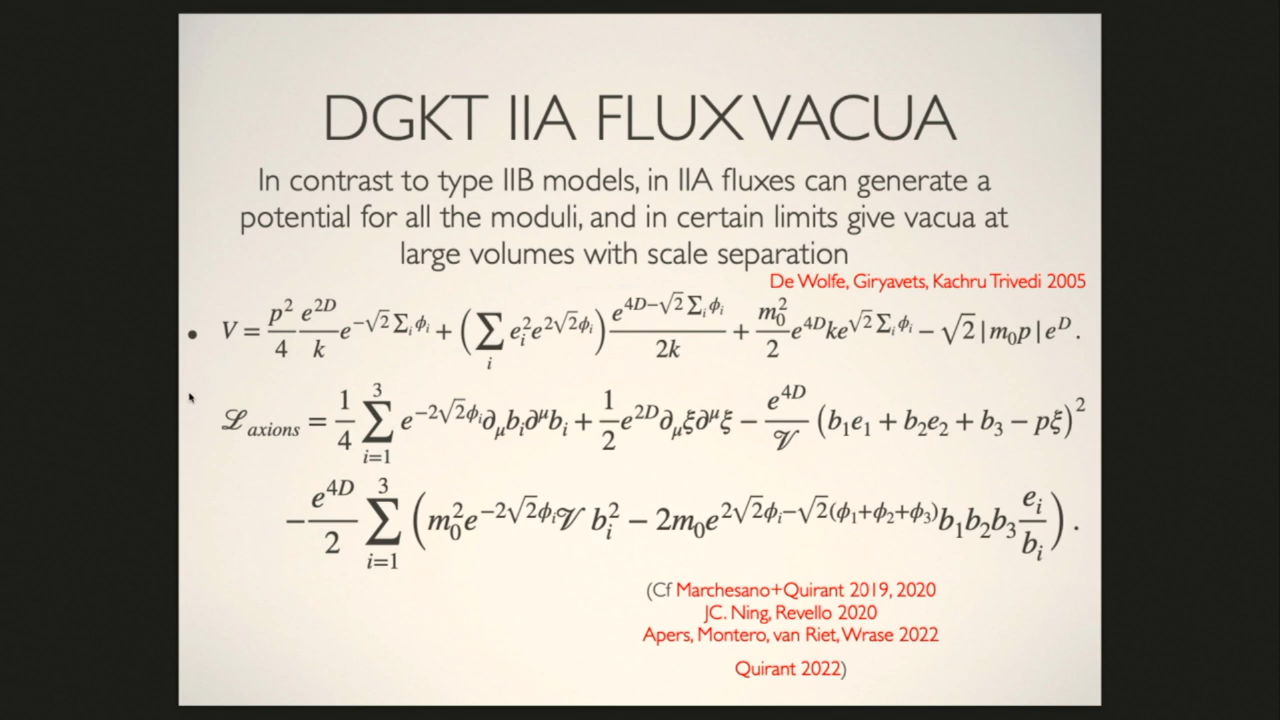 DGKT IIA FLUX VACUA
In contrast to type IIB models, in IIA fluxes can generate a
potential for all the moduli, and in certain limits give vacua at
large volumes with scale separation
De Wolfe, Giryavets, Kachru Trivedi 2005
• $V = \frac{p^2}{4} \frac{e^{2D}}{k} e^{-\sqrt{2}\sum_i \phi_i} + \left( \sum_i e_i^2 e^{2\sqrt{2}\phi_i} \right) \frac{e^{4D-\sqrt{2}\sum_i \phi_i}}{2k} + \frac{m_0^2}{2} e^{4D} k e^{\sqrt{2}\sum_i \phi_i} - \sqrt{2} |m_0 p| e^D .$
$\mathscr{L}_{axions} = \frac{1}{4} \sum_{i=1}^{3} e^{-2\sqrt{2}\phi_i} \partial_\mu b_i \partial^\mu b_i + \frac{1}{2} e^{2D} \partial_\mu \xi \partial^\mu \xi - \frac{e^{4D}}{\mathscr{V}} \left( b_1 e_1 + b_2 e_2 + b_3 - p\xi \right)^2$
$- \frac{e^{4D}}{2} \sum_{i=1}^{3} \left( m_0^2 e^{-2\sqrt{2}\phi_i} \mathscr{V} b_i^2 - 2m_0 e^{2\sqrt{2}\phi_i - \sqrt{2}(\phi_1+\phi_2+\phi_3)} b_1 b_2 b_3 \frac{e_i}{b_i} \right) .$
(Cf Marchesano+Quirant 2019, 2020
JC. Ning, Revello 2020
Apers, Montero, van Riet, Wrase 2022
Quirant 2022)